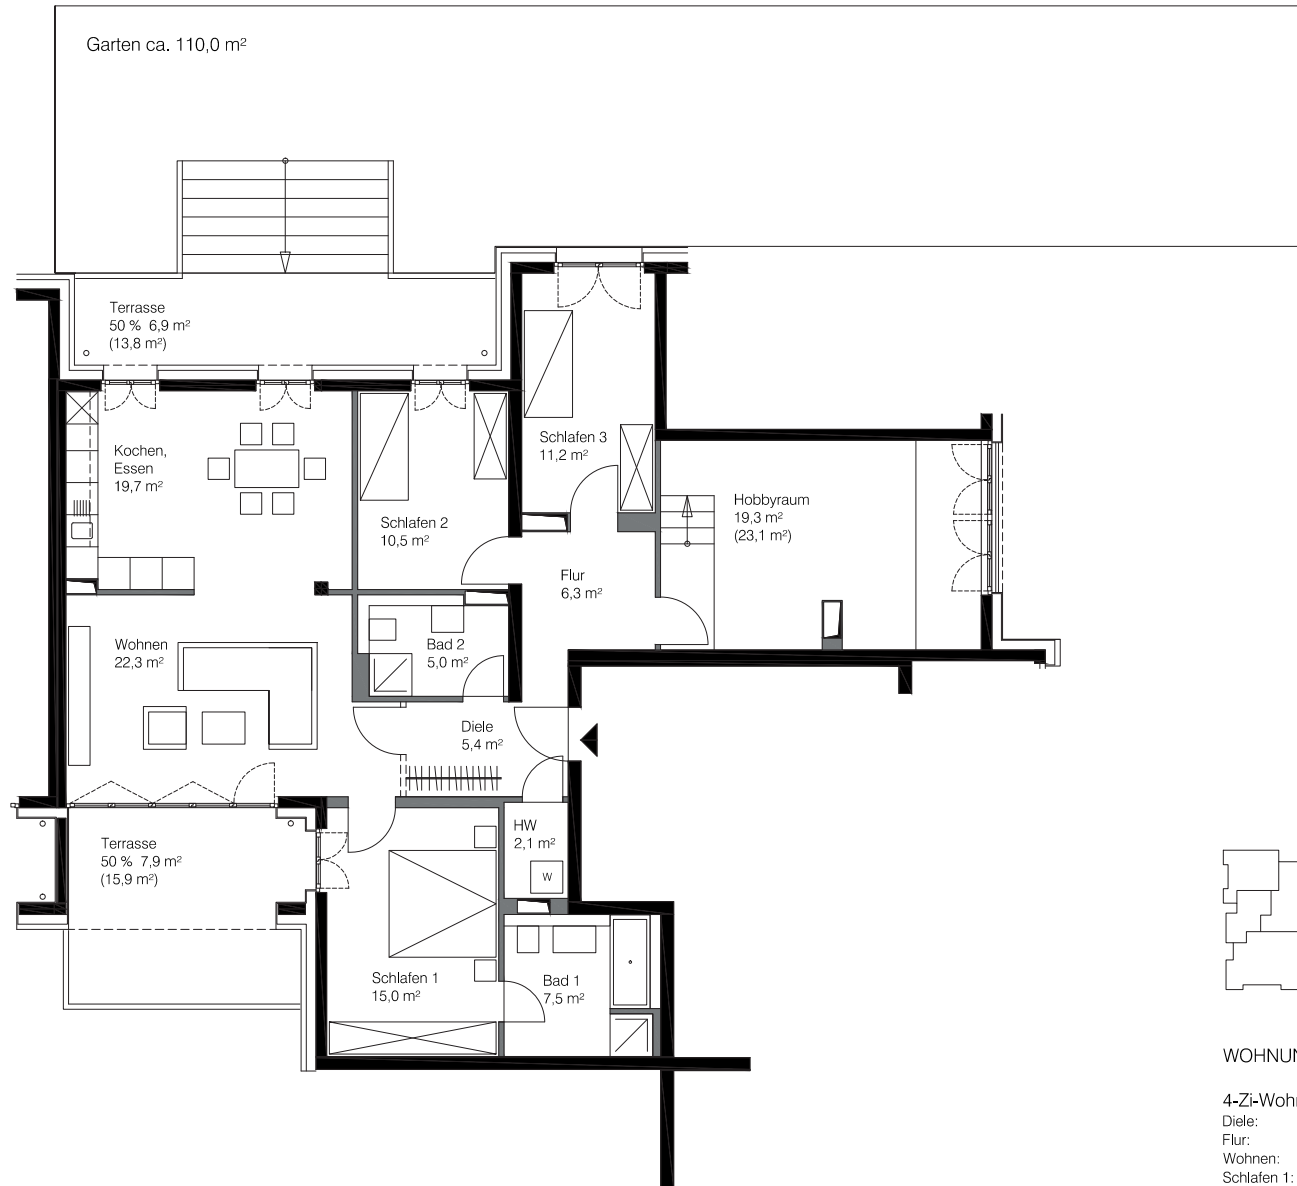 Garten ca. 110,0 m²
Terrasse
50 % 6,9 m²
(13,8 m²)
Kochen,
Essen
19,7 m²
Schlafen 2
10,5 m²
Schlafen 3
11,2 m²
Hobbyraum
19,3 m²
(23,1 m²)
Flur
6,3 m²
Wohnen
22,3 m²
Bad 2
5,0 m²
Diele
5,4 m²
Terrasse
50 % 7,9 m²
(15,9 m²)
HW
2,1 m²
W
Schlafen 1
15,0 m²
Bad 1
7,5 m²
WOHNUN
4-Zi-Woh
Diele:
Flur:
Wohnen:
Schlafen 1: